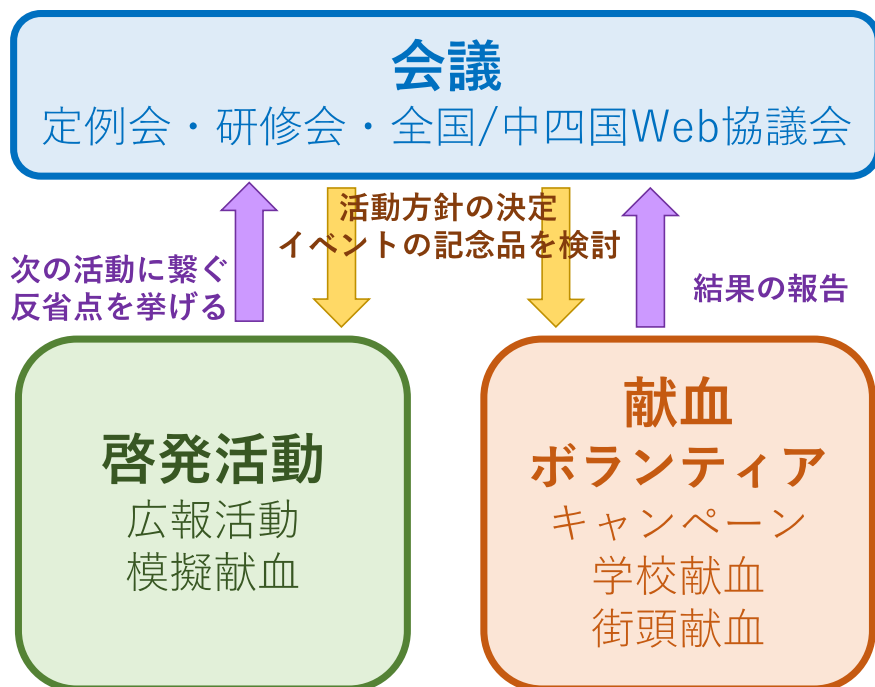 会議
定例会・研修会・全国/中四国Web協議会
活動方針の決定
イベントの記念品を検討
次の活動に繋ぐ
反省点を挙げる
結果の報告
啓発活動
広報活動
模擬献血
献血
ボランティア
キャンペーン
学校献血
街頭献血